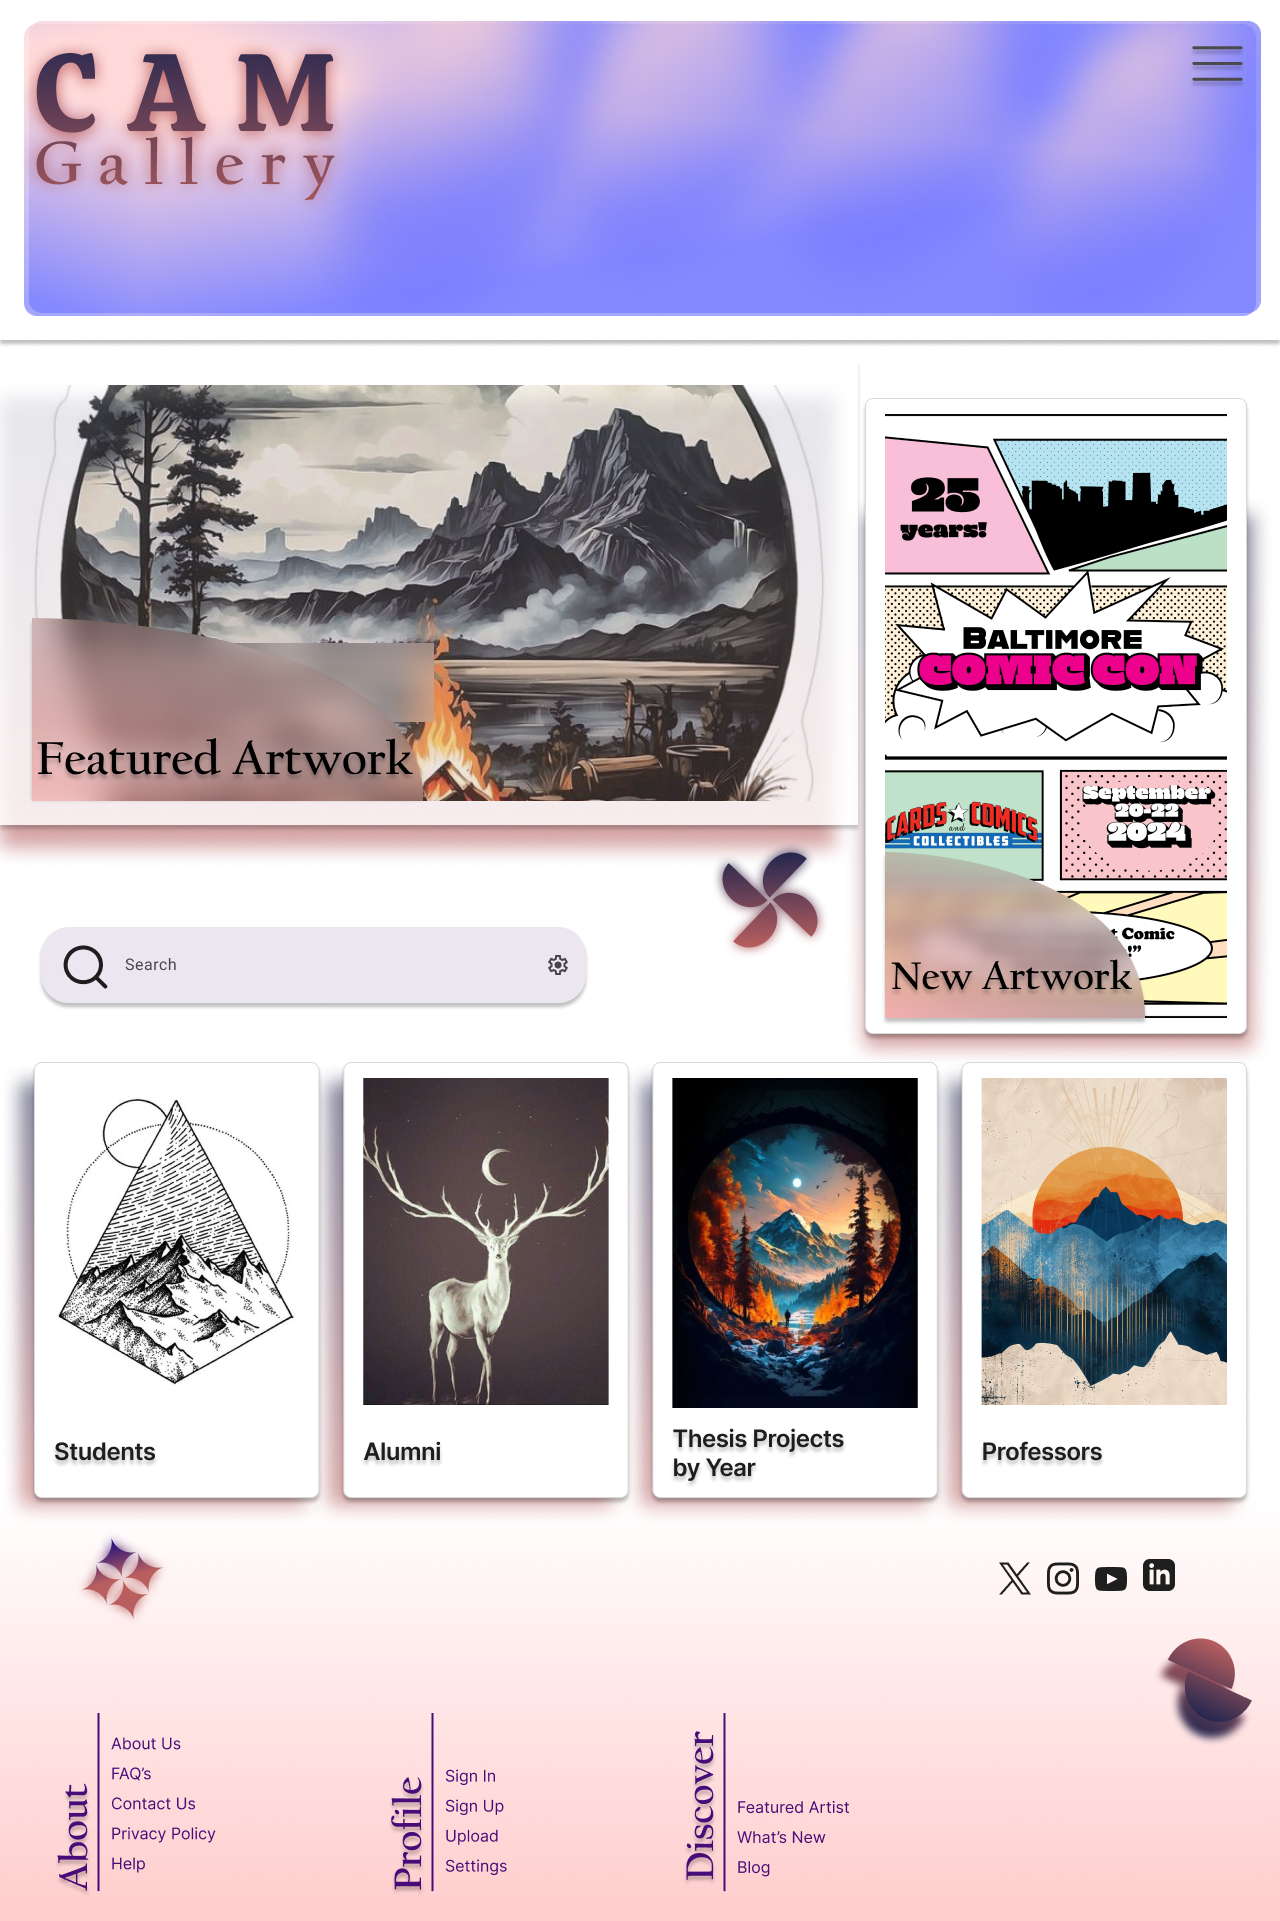 CAM
Gallery
25
years!
BALTIMORE
COMIC CON
CARDS COMICS
and
COLLECTIBLES
September
20-22
2024
t Comic
!”
Featured Artwork
New Artwork
Search
Students
Alumni
Thesis Projects
by Year
Professors
in
About
About Us
FAQ’s
Contact Us
Privacy Policy
Help
Profile
Sign In
Sign Up
Upload
Settings
Discover
Featured Artist
What’s New
Blog